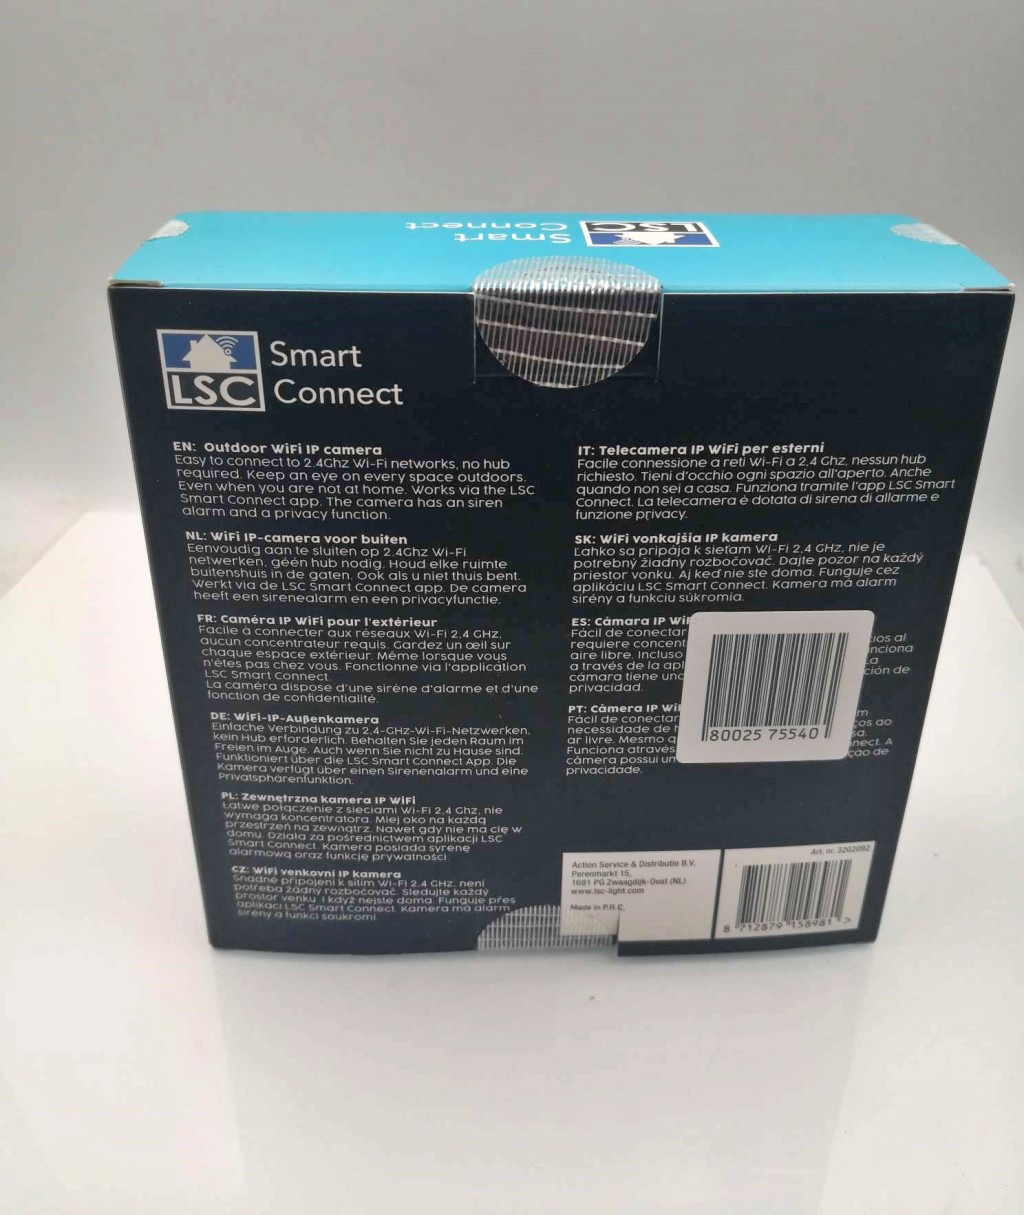 Smart
Connect
LSC
LSC
Smart
Connect
EN: Outdoor WiFi IP camera
Easy to connect to 2.4Ghz Wi-Fi networks, no hub
required. Keep an eye on every space outdoors.
Even when you are not at home. Works via the LSC
Smart Connect app. The camera has an siren
alarm and a privacy function.
NL: WiFi IP-camera voor buiten
Eenvoudig aan te sluiten op 2.4Ghz Wi-Fi
netwerken, géén hub nodig. Houd elke ruimte
buitenshuis in de gaten. Ook als u niet thuis bent.
Werkt via de LSC Smart Connect app. De camera
heeft een sirenealarm en een privacyfunctie.
FR: Caméra IP WiFi pour l'extérieur
Facile à connecter aux réseaux Wi-Fi 2,4 GHz,
aucun concentrateur requis. Gardez un œil sur
chaque espace extérieur. Même lorsque vous
n'êtes pas chez vous. Fonctionne via l'application
LSC Smart Connect.
La caméra dispose d'une sirène d'alarme et d'une
fonction de confidentialité.
DE: WiFi-IP-Außenkamera
Einfache Verbindung zu 2,4-GHz-Wi-Fi-Netzwerken,
kein Hub erforderlich. Behalten Sie jeden Raum im
Freien im Auge. Auch wenn Sie nicht zu Hause sind.
Funktioniert über die LSC Smart Connect App. Die
Kamera verfügt über einen Sirenenalarm und eine
Privatsphärenfunktion.
PL: Zewnętrzna kamera IP WiFi
Łatwe połączenie z sieciami Wi-Fi 2,4 GHz, nie
wymaga koncentratora. Miej oko na każdą
przestrzeń na zewnątrz. Nawet gdy nie ma cię w
domu. Działa za pośrednictwem aplikacji LSC
Smart Connect. Kamera posiada syrenę
alarmową oraz funkcję prywatności.
CZ: WiFi venkovní IP kamera
Snadné připojení k sítím Wi-Fi 2.4 GHz, není
potřeba žádný rozbočovač. Sledujte každý
prostor venku. I když nejste doma. Funguje přes
aplikaci LSC Smart Connect. Kamera má alarm
sirény a funkci soukromí.
IT: Telecamera IP WiFi per esterni
Facile connessione a reti Wi-Fi a 2,4 Ghz, nessun hub
richiesto. Tieni d'occhio ogni spazio all'aperto. Anche
quando non sei a casa. Funziona tramite l'app LSC Smart
Connect. La telecamera è dotata di sirena di allarme e
funzione privacy.
SK: WiFi vonkajšia IP kamera
Ľahko sa pripája k sieťam Wi-Fi 2,4 GHz, nie je
potrebný žiadny rozbočovač. Dajte pozor na každý
priestor vonku. Aj keď nie ste doma. Funguje cez
aplikáciu LSC Smart Connect. Kamera má alarm
sirény a funkciu súkromia.
ES: Cámara IP
Fácil de conectar
requiere al
aire libre. Incluso
a través de la La
cámara tiene de
privacidad.
PT: Câmera IP
Fácil de conectar
necessidade de ao
ar livre. Mesmo
Funciona através A
câmera possui de
privacidade.
80025 75540
Action Service & Distributie B.V.
Perenmarkt 15,
1681 PG Zwaagdijk-Oost (NL)
www.lsc-light.com
Made in P.R.C.
Art. nr. 3202092
8 712879 158981 >